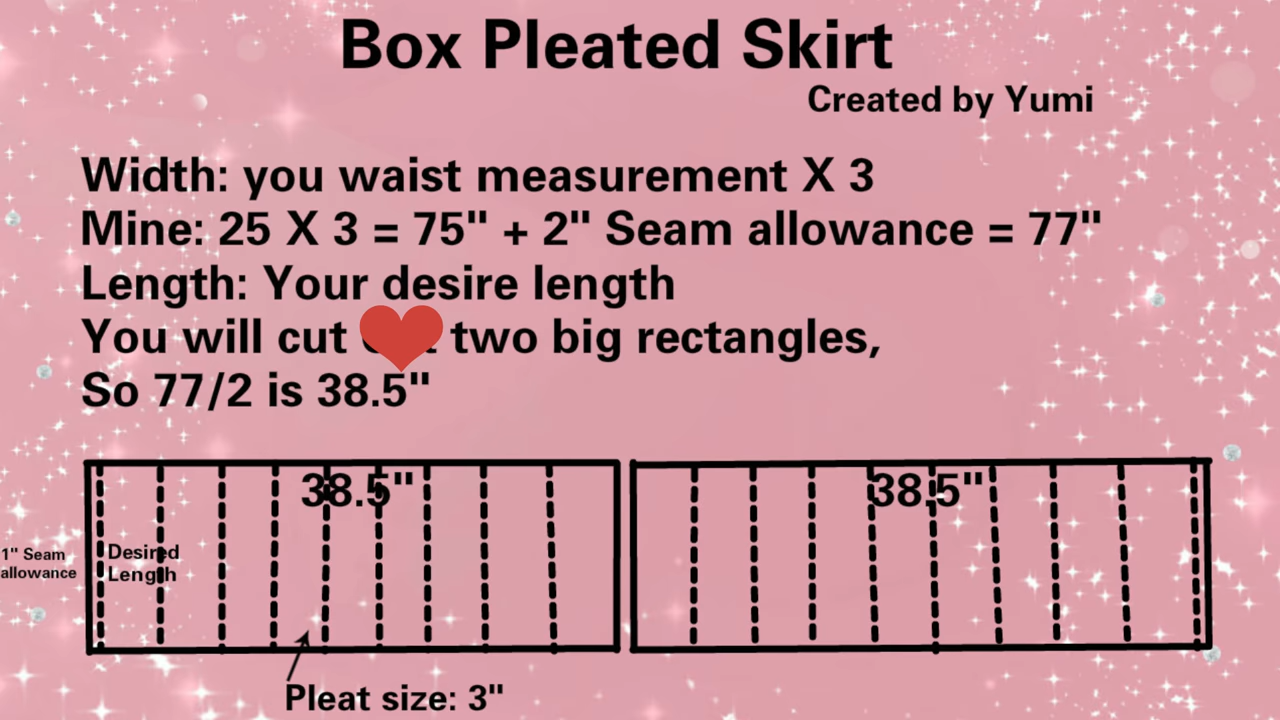 Box Pleated Skirt
Created by Yumi
Width: you waist measurement X 3
Mine: 25 X 3 = 75" + 2" Seam allowance = 77"
Length: Your desire length
You will cut two big rectangles,
So 77/2 is 38.5"
38.5"
38.5"
1" Seam
allowance
Desired
Length
Pleat size: 3"